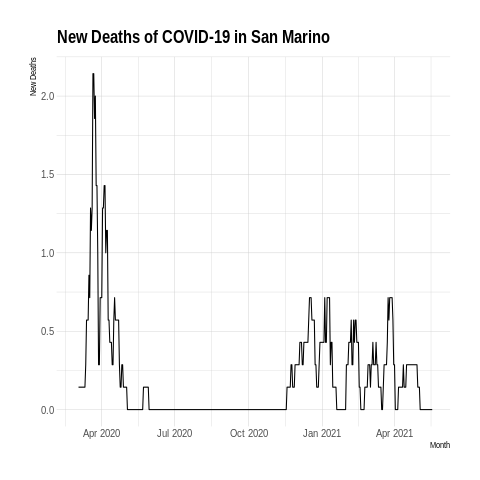 New Deaths of COVID-19 in San Marino
New Deaths
2.0
1.5
1.0
0.5
0.0
Apr 2020 Jul 2020 Oct 2020 Jan 2021 Apr 2021
Month